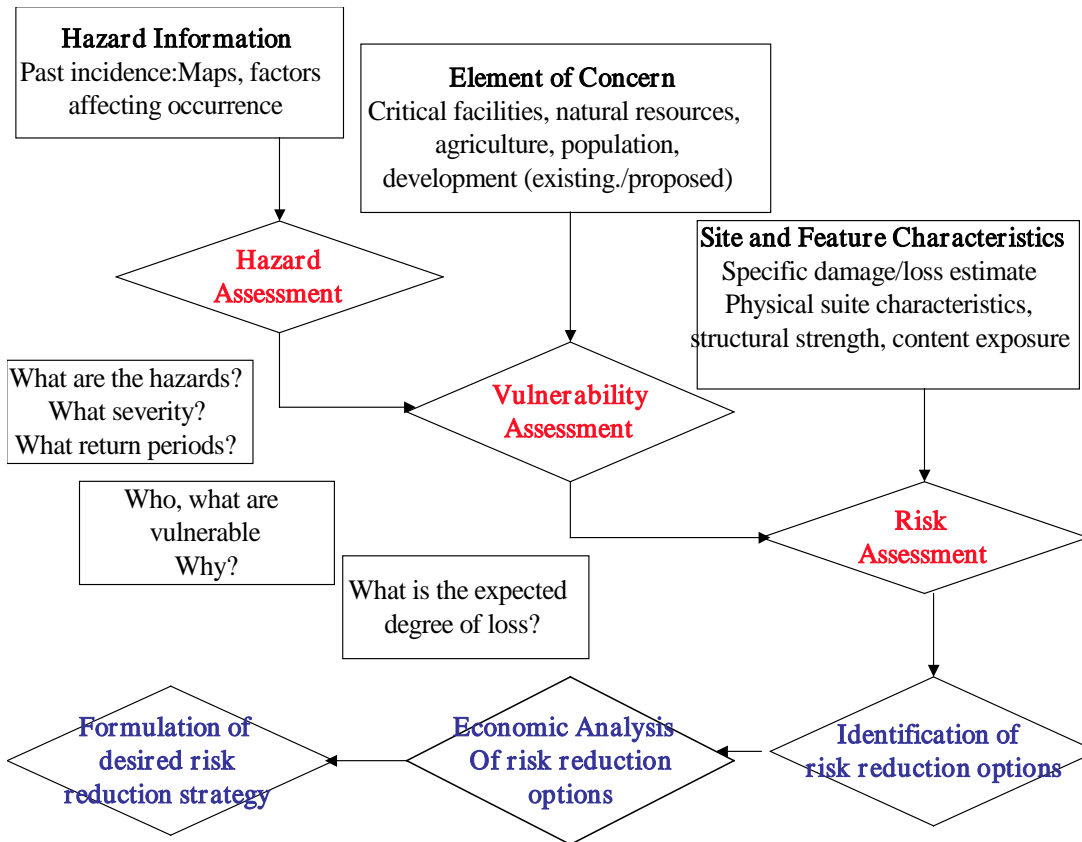 Hazard Information
Past incidence:Maps, factors
affecting occurrence
Element of Concern
Critical facilities, natural resources,
agriculture, population,
development (existing./proposed)
Site and Feature Characteristics
Specific damage/loss estimate
Physical suite characteristics,
structural strength, content exposure
Hazard
Assessment
What are the hazards?
What severity?
What return periods?
Vulnerability
Assessment
Who, what are
vulnerable
Why?
Risk
Assessment
What is the expected
degree of loss?
Identification of
risk reduction options
Economic Analysis
Of risk reduction
options
Formulation of
desired risk
reduction strategy